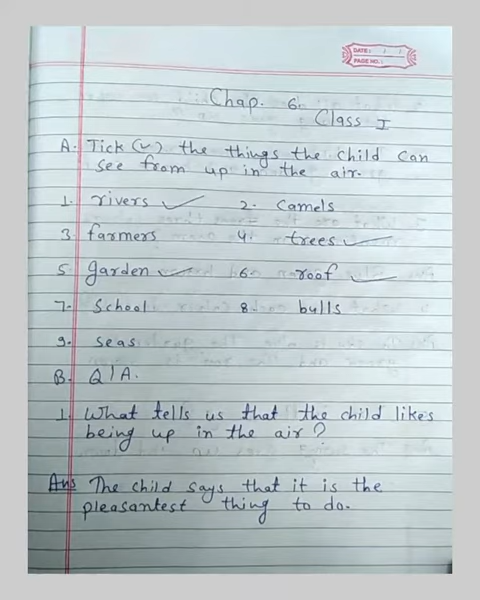 DATE: / /
PAGE NO.:
Chap. 6
Class I
A. Tick (✓) the things the child can
see from up in the air.
1. rivers ✓ 2. Camels
3. farmers 4. trees ✓
5. garden ✓ 6. roof ✓
7. School 8. bulls
9. Seas
B. Q/A.
1. What tells us that the child likes
being up in the air?
Ans The child says that it is the
pleasantest thing to do.